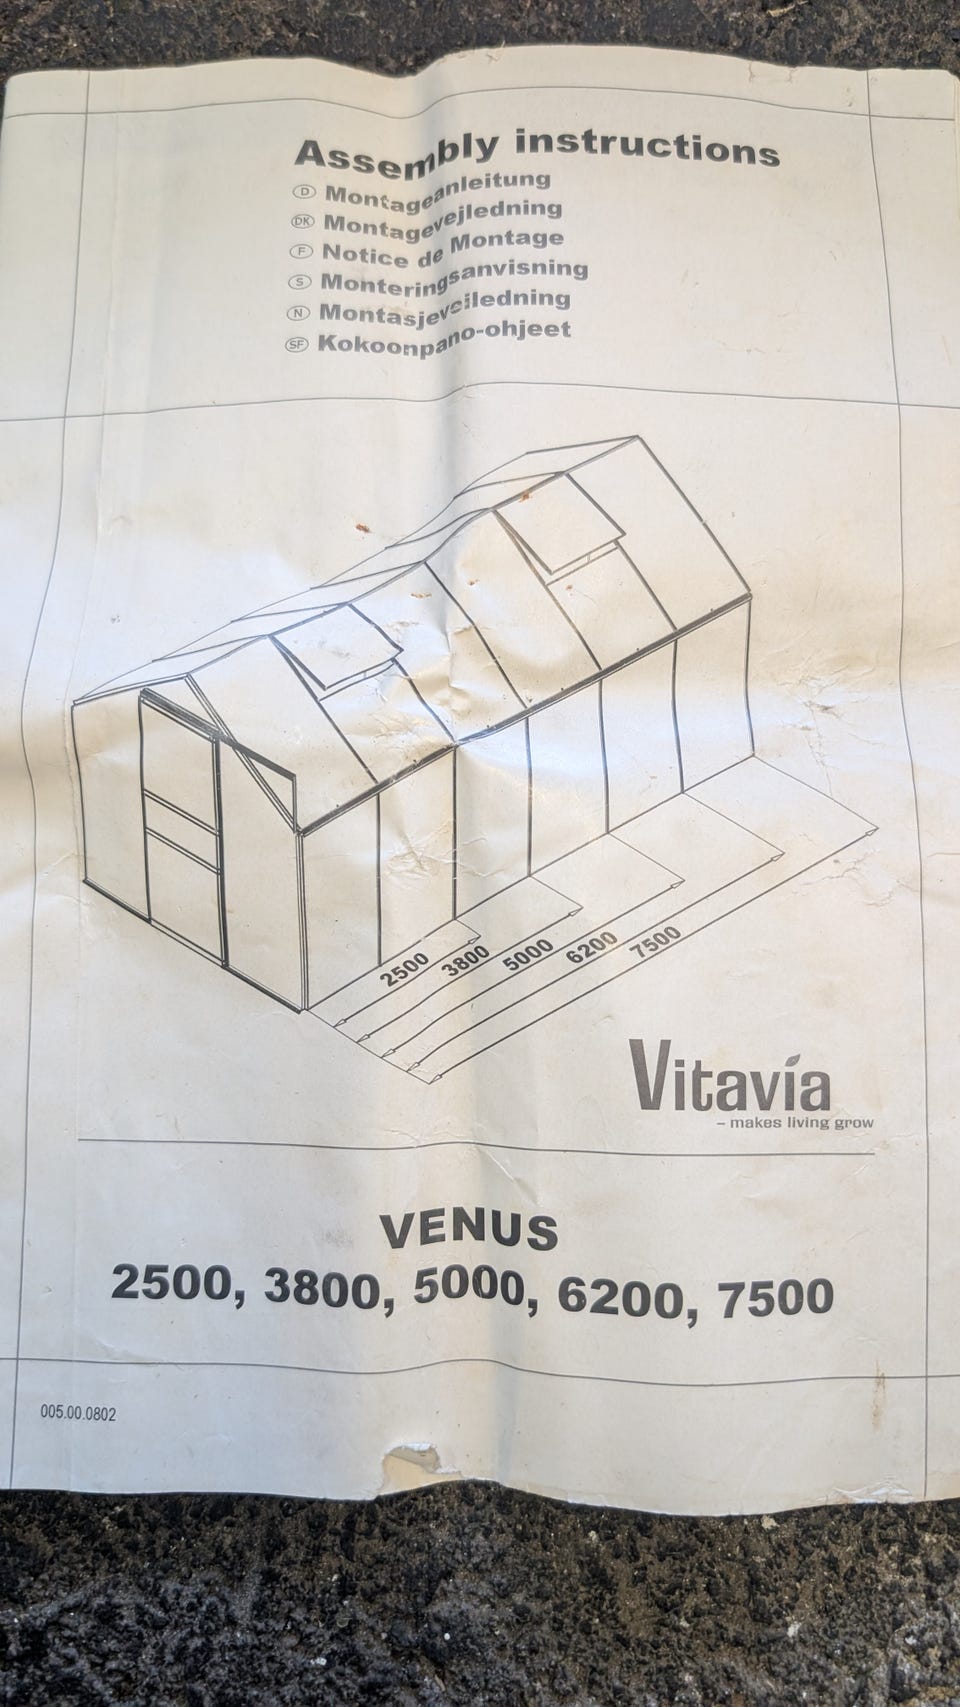 Assembly instructions
D Montageanleitung
DK Montagevejledning
F Notice de Montage
S Monteringsanvisning
N Montasjeveiledning
SF Kokoonpano-ohjeet
2500
3800
5000
6200
7500
Vitavia
– makes living grow
VENUS
2500, 3800, 5000, 6200, 7500
005.00.0802